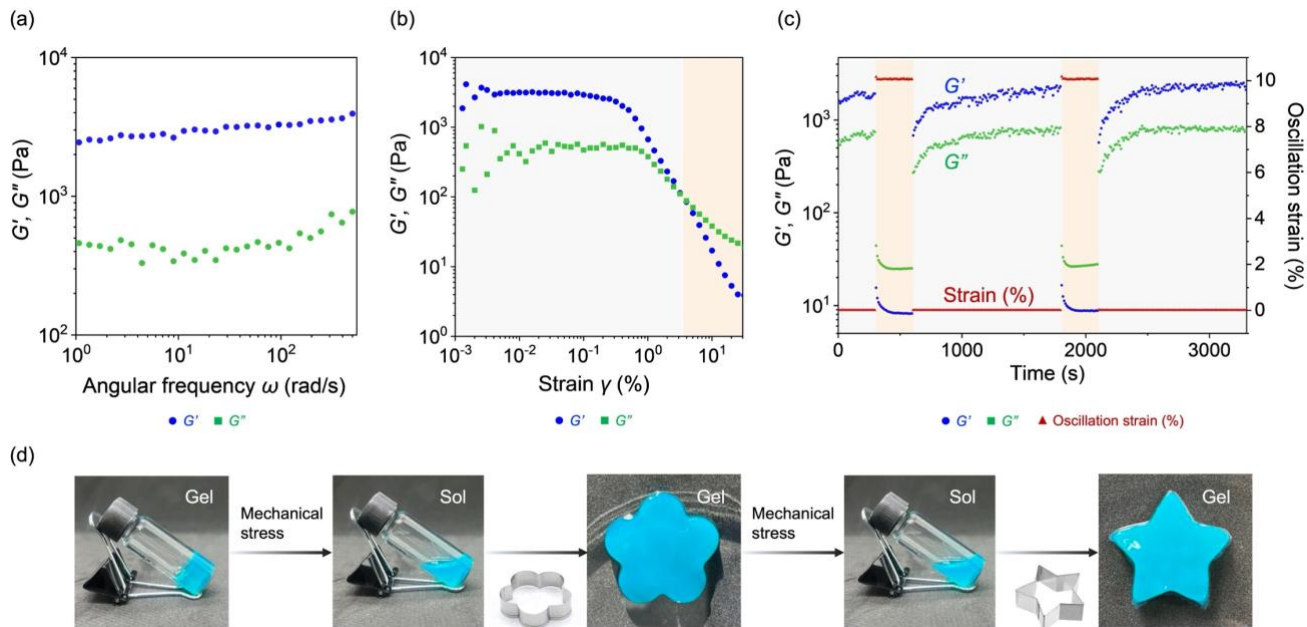 (a)
(b)
(c)
10⁴
10³
10²
G', G" (Pa)
10⁰
10¹
10²
Angular frequency ω (rad/s)
G' G"
10⁴
10³
10²
10¹
10⁰
G', G" (Pa)
10⁻³
10⁻²
10⁻¹
10⁰
10¹
Strain γ (%)
G' G"
10³
10²
10¹
G', G" (Pa)
G'
G"
Strain (%)
10
8
6
4
2
0
Oscillation strain (%)
0
1000
2000
3000
Time (s)
G' G" Oscillation strain (%)
(d)
Gel
Mechanical
stress
Sol
Gel
Mechanical
stress
Sol
Gel